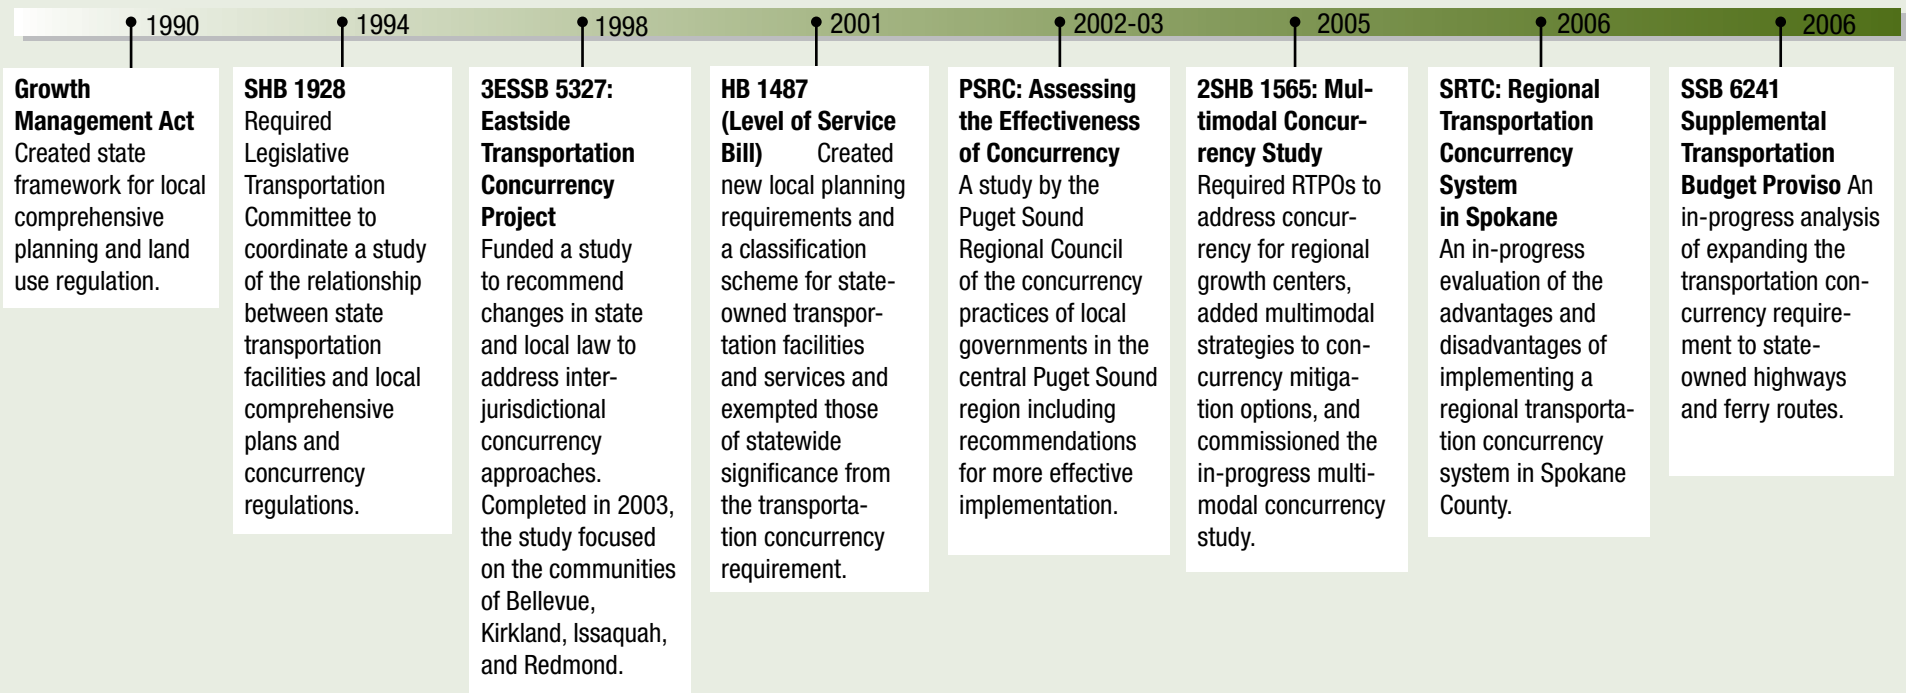 1990
Growth
Management Act
Created state
framework for local
comprehensive
planning and land
use regulation.
1994
SHB 1928
Required
Legislative
Transportation
Committee to
coordinate a study
of the relationship
between state
transportation
facilities and local
comprehensive
plans and
concurrency
regulations.
1998
3ESSB 5327:
Eastside
Transportation
Concurrency
Project
Funded a study
to recommend
changes in state
and local law to
address inter-
jurisdictional
concurrency
approaches.
Completed in 2003,
the study focused
on the communities
of Bellevue,
Kirkland, Issaquah,
and Redmond.
2001
HB 1487
(Level of Service
Bill) Created
new local planning
requirements and
a classification
scheme for state-
owned transpor-
tation facilities
and services and
exempted those
of statewide
significance from
the transporta-
tion concurrency
requirement.
2002-03
PSRC: Assessing
the Effectiveness
of Concurrency
A study by the
Puget Sound
Regional Council
of the concurrency
practices of local
governments in the
central Puget Sound
region including
recommendations
for more effective
implementation.
2005
2SHB 1565: Mul-
timodal Concur-
rency Study
Required RTPOs to
address concur-
rency for regional
growth centers,
added multimodal
strategies to con-
currency mitiga-
tion options, and
commissioned the
in-progress multi-
modal concurrency
study.
2006
SRTC: Regional
Transportation
Concurrency
System
in Spokane
An in-progress
evaluation of the
advantages and
disadvantages of
implementing a
regional transporta-
tion concurrency
system in Spokane
County.
2006
SSB 6241
Supplemental
Transportation
Budget Proviso An
in-progress analysis
of expanding the
transportation con-
currency require-
ment to state-
owned highways
and ferry routes.